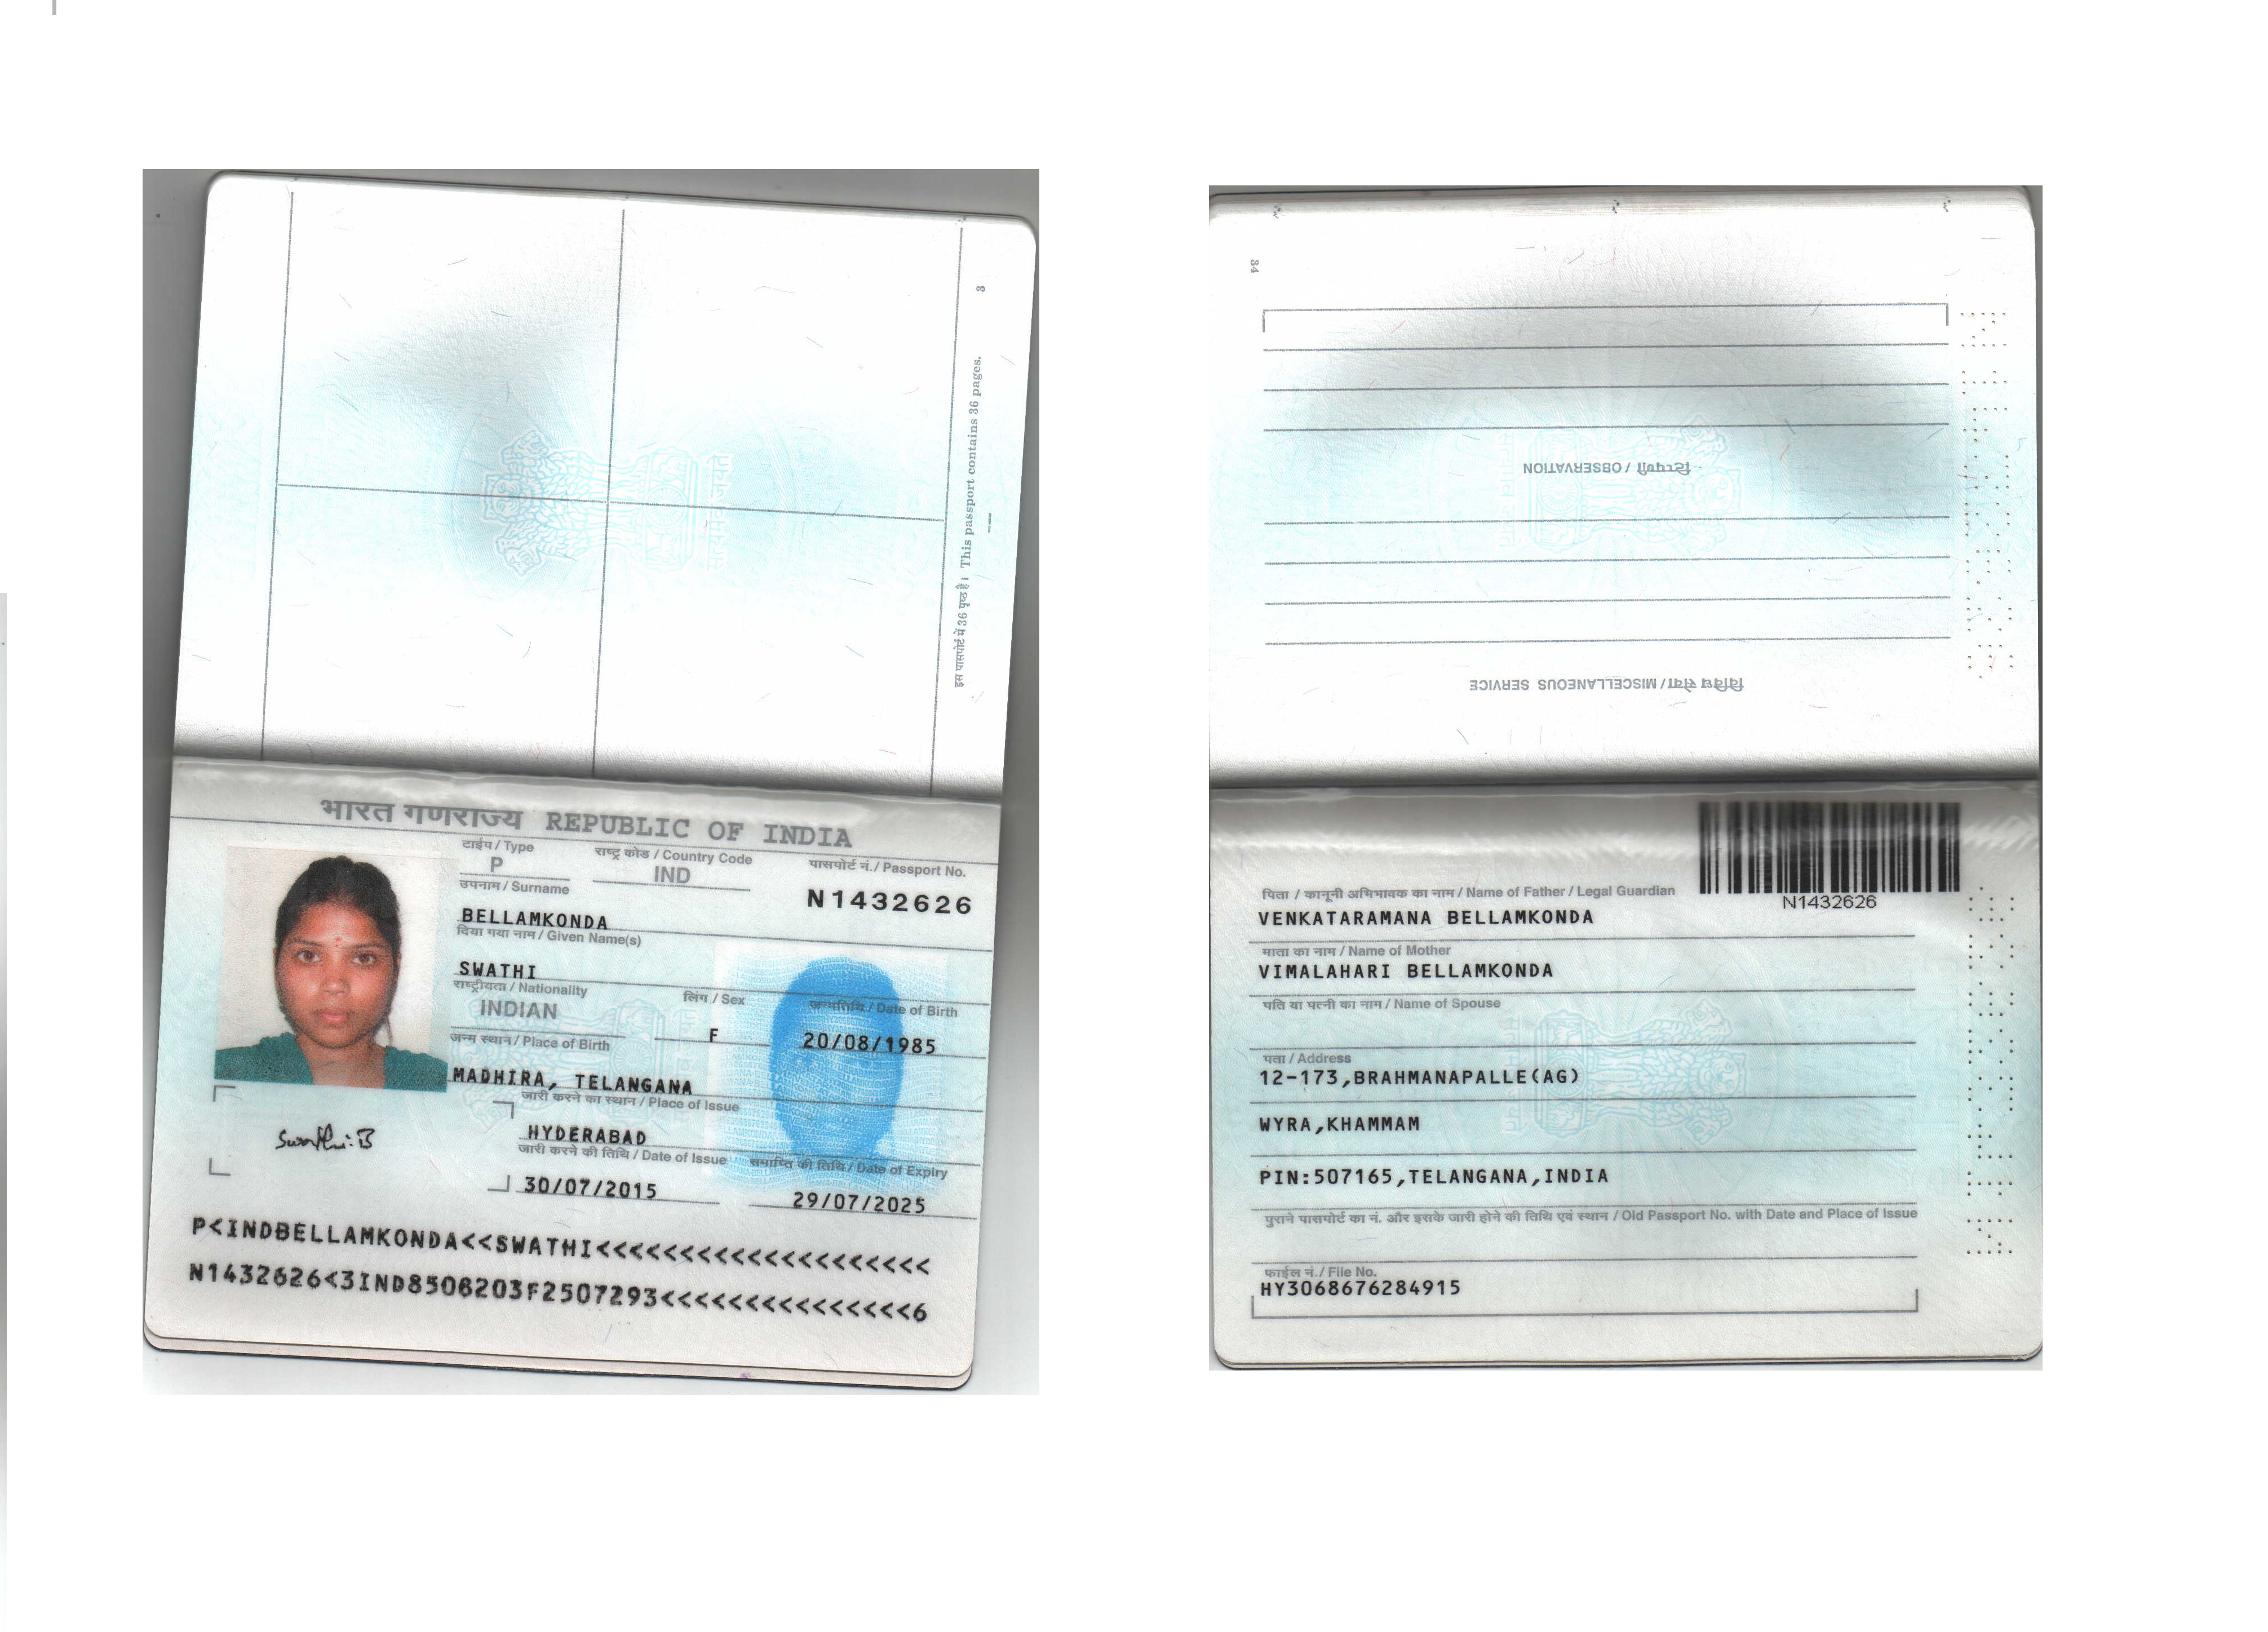 3
इस पासपोर्ट में 36 पृष्ठ हैं। This passport contains 36 pages.
भारत गणराज्य REPUBLIC OF INDIA
टाईप / Type
राष्ट्र कोड / Country Code
पासपोर्ट नं. / Passport No.
P
IND
N1432626
उपनाम / Surname
BELLAMKONDA
दिया गया नाम / Given Name(s)
SWATHI
राष्ट्रीयता / Nationality
लिंग / Sex
जन्मतिथि / Date of Birth
INDIAN
F
20/08/1985
जन्म स्थान / Place of Birth
MADHIRA, TELANGANA
जारी करने का स्थान / Place of Issue
HYDERABAD
जारी करने की तिथि / Date of Issue
समाप्ति की तिथि / Date of Expiry
30/07/2015
29/07/2025
Swathi.B
P<INDBELLAMKONDA<<SWATHI<<<<<<<<<<<<<<<<<<<<
N1432626<3IND8508203F2507293<<<<<<<<<<<<<<<6
34
टिप्पणी / OBSERVATION
विविध सेवा / MISCELLANEOUS SERVICE
N1432626
पिता / कानूनी अभिभावक का नाम / Name of Father / Legal Guardian
VENKATARAMANA BELLAMKONDA
माता का नाम / Name of Mother
VIMALAHARI BELLAMKONDA
पति या पत्नी का नाम / Name of Spouse
पता / Address
12-173,BRAHMANAPALLE(AG)
WYRA,KHAMMAM
PIN:507165,TELANGANA,INDIA
पुराने पासपोर्ट का नं. और इसके जारी होने की तिथि एवं स्थान / Old Passport No. with Date and Place of Issue
फाईल नं. / File No.
HY3068676284915